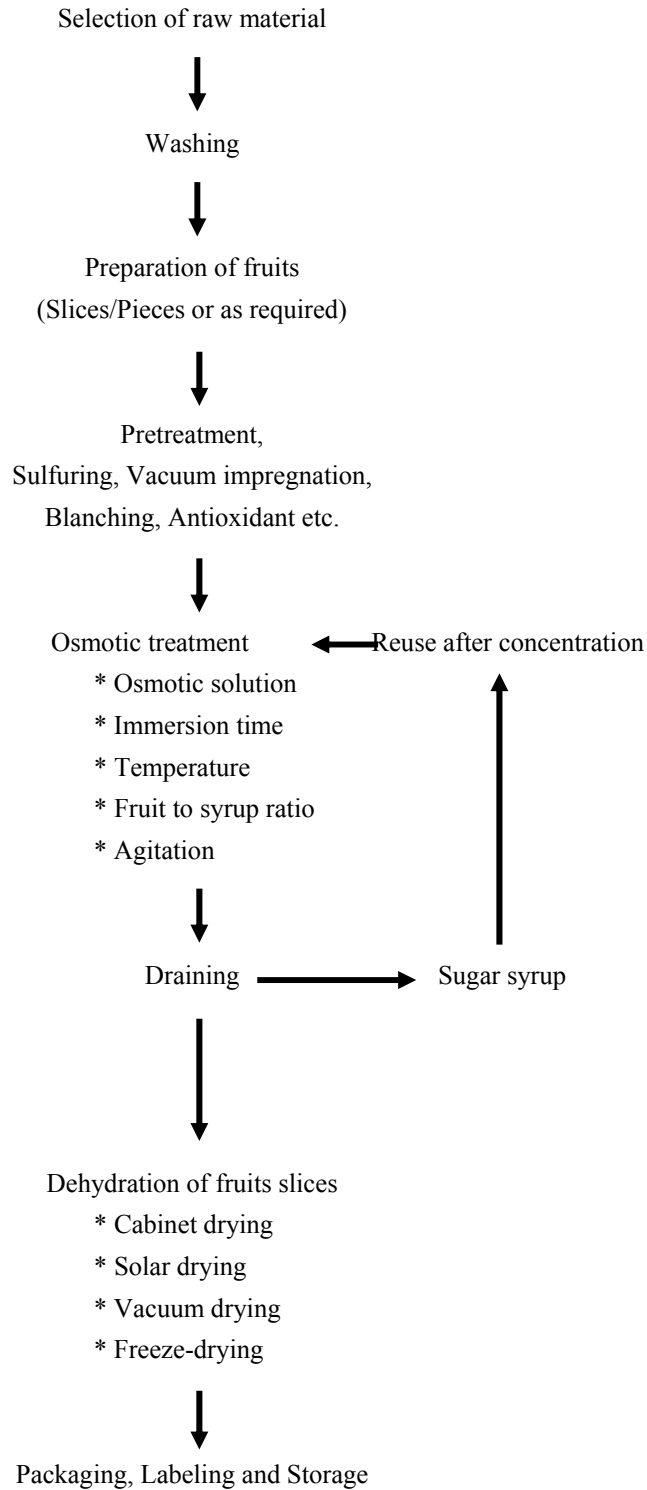 Selection of raw material
Washing
Preparation of fruits
(Slices/Pieces or as required)
Pretreatment,
Sulfuring, Vacuum impregnation,
Blanching, Antioxidant etc.
Osmotic treatment
Reuse after concentration
* Osmotic solution
* Immersion time
* Temperature
* Fruit to syrup ratio
* Agitation
Draining
Sugar syrup
Dehydration of fruits slices
* Cabinet drying
* Solar drying
* Vacuum drying
* Freeze-drying
Packaging, Labeling and Storage